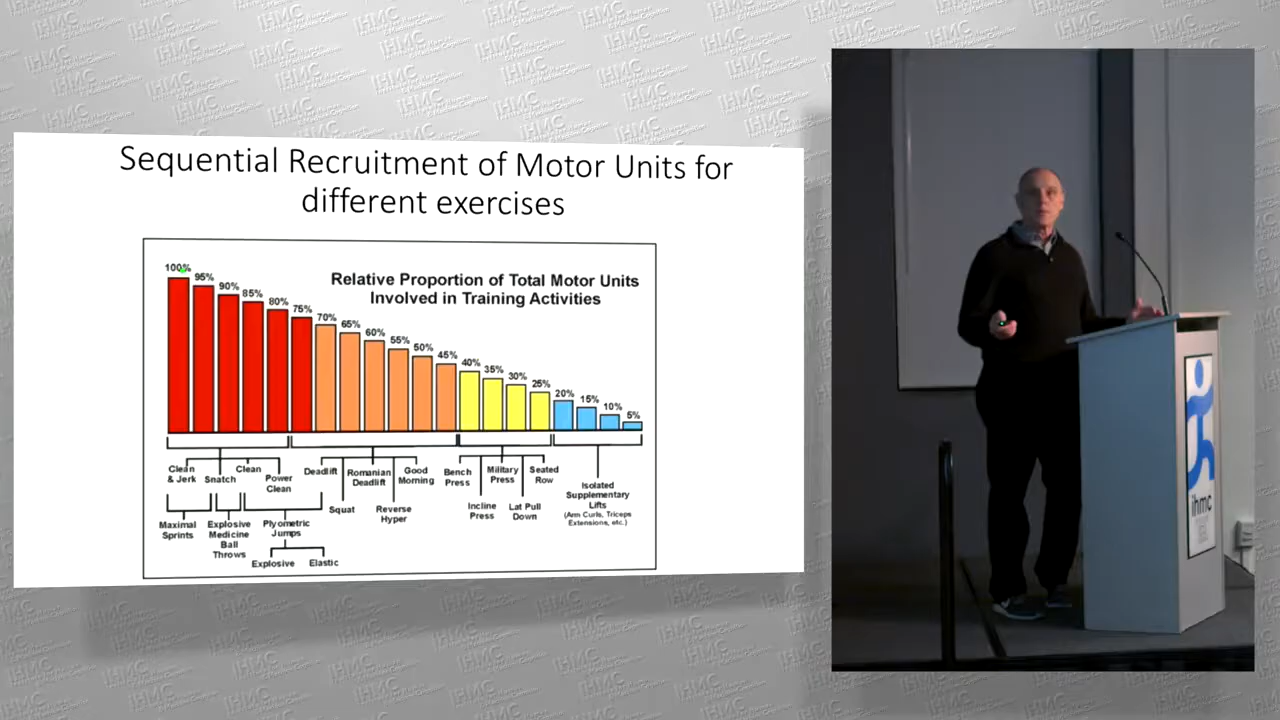 Sequential Recruitment of Motor Units for
different exercises
Relative Proportion of Total Motor Units
Involved in Training Activities
100%
95%
90%
85%
80%
75%
70%
65%
60%
55%
50%
45%
40%
35%
30%
25%
20%
15%
10%
5%
Clean
& Jerk
Snatch
Clean
Power
Clean
Deadlift
Squat
Romanian
Deadlift
Reverse
Hyper
Good
Morning
Bench
Press
Incline
Press
Military
Press
Lat Pull
Down
Seated
Row
Isolated
Supplementary
Lifts
(Arm Curls, Triceps
Extensions, etc.)
Maximal
Sprints
Explosive
Medicine
Ball
Throws
Plyometric
Jumps
Explosive
Elastic
ihmc
IHMC